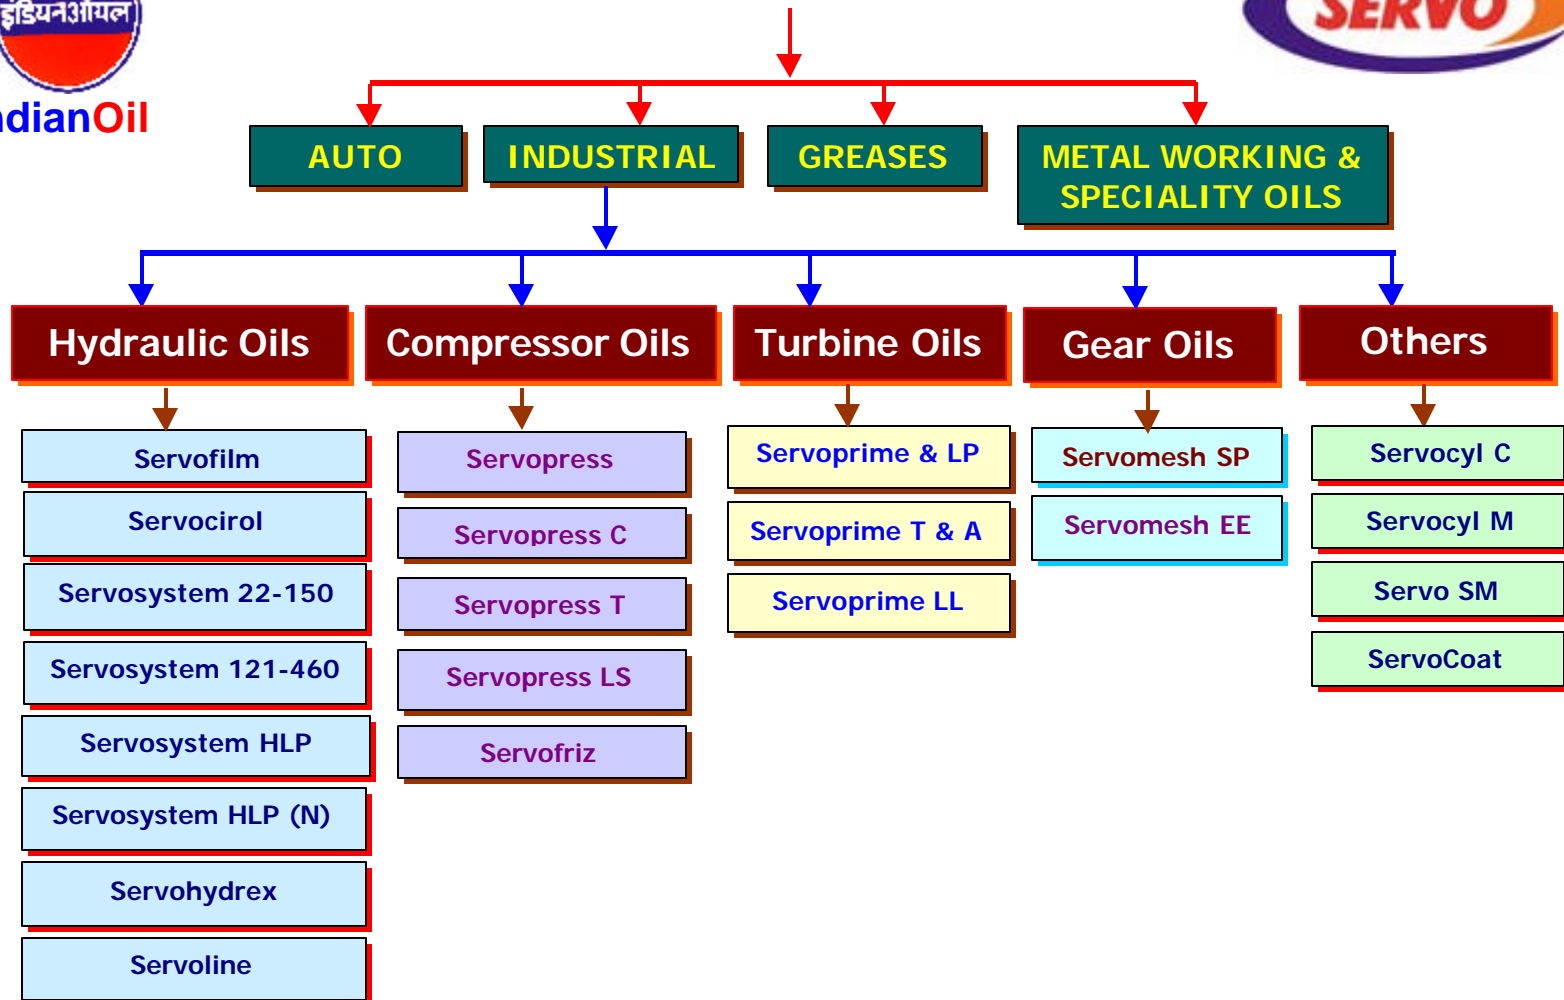 इंडियनऑयल
SERVO
IndianOil
AUTO
INDUSTRIAL
GREASES
METAL WORKING &
SPECIALITY OILS
Hydraulic Oils
Compressor Oils
Turbine Oils
Gear Oils
Others
Servofilm
Servocirol
Servosystem 22-150
Servosystem 121-460
Servosystem HLP
Servosystem HLP (N)
Servohydrex
Servoline
Servopress
Servopress C
Servopress T
Servopress LS
Servofriz
Servoprime & LP
Servoprime T & A
Servoprime LL
Servomesh SP
Servomesh EE
Servocyl C
Servocyl M
Servo SM
ServoCoat